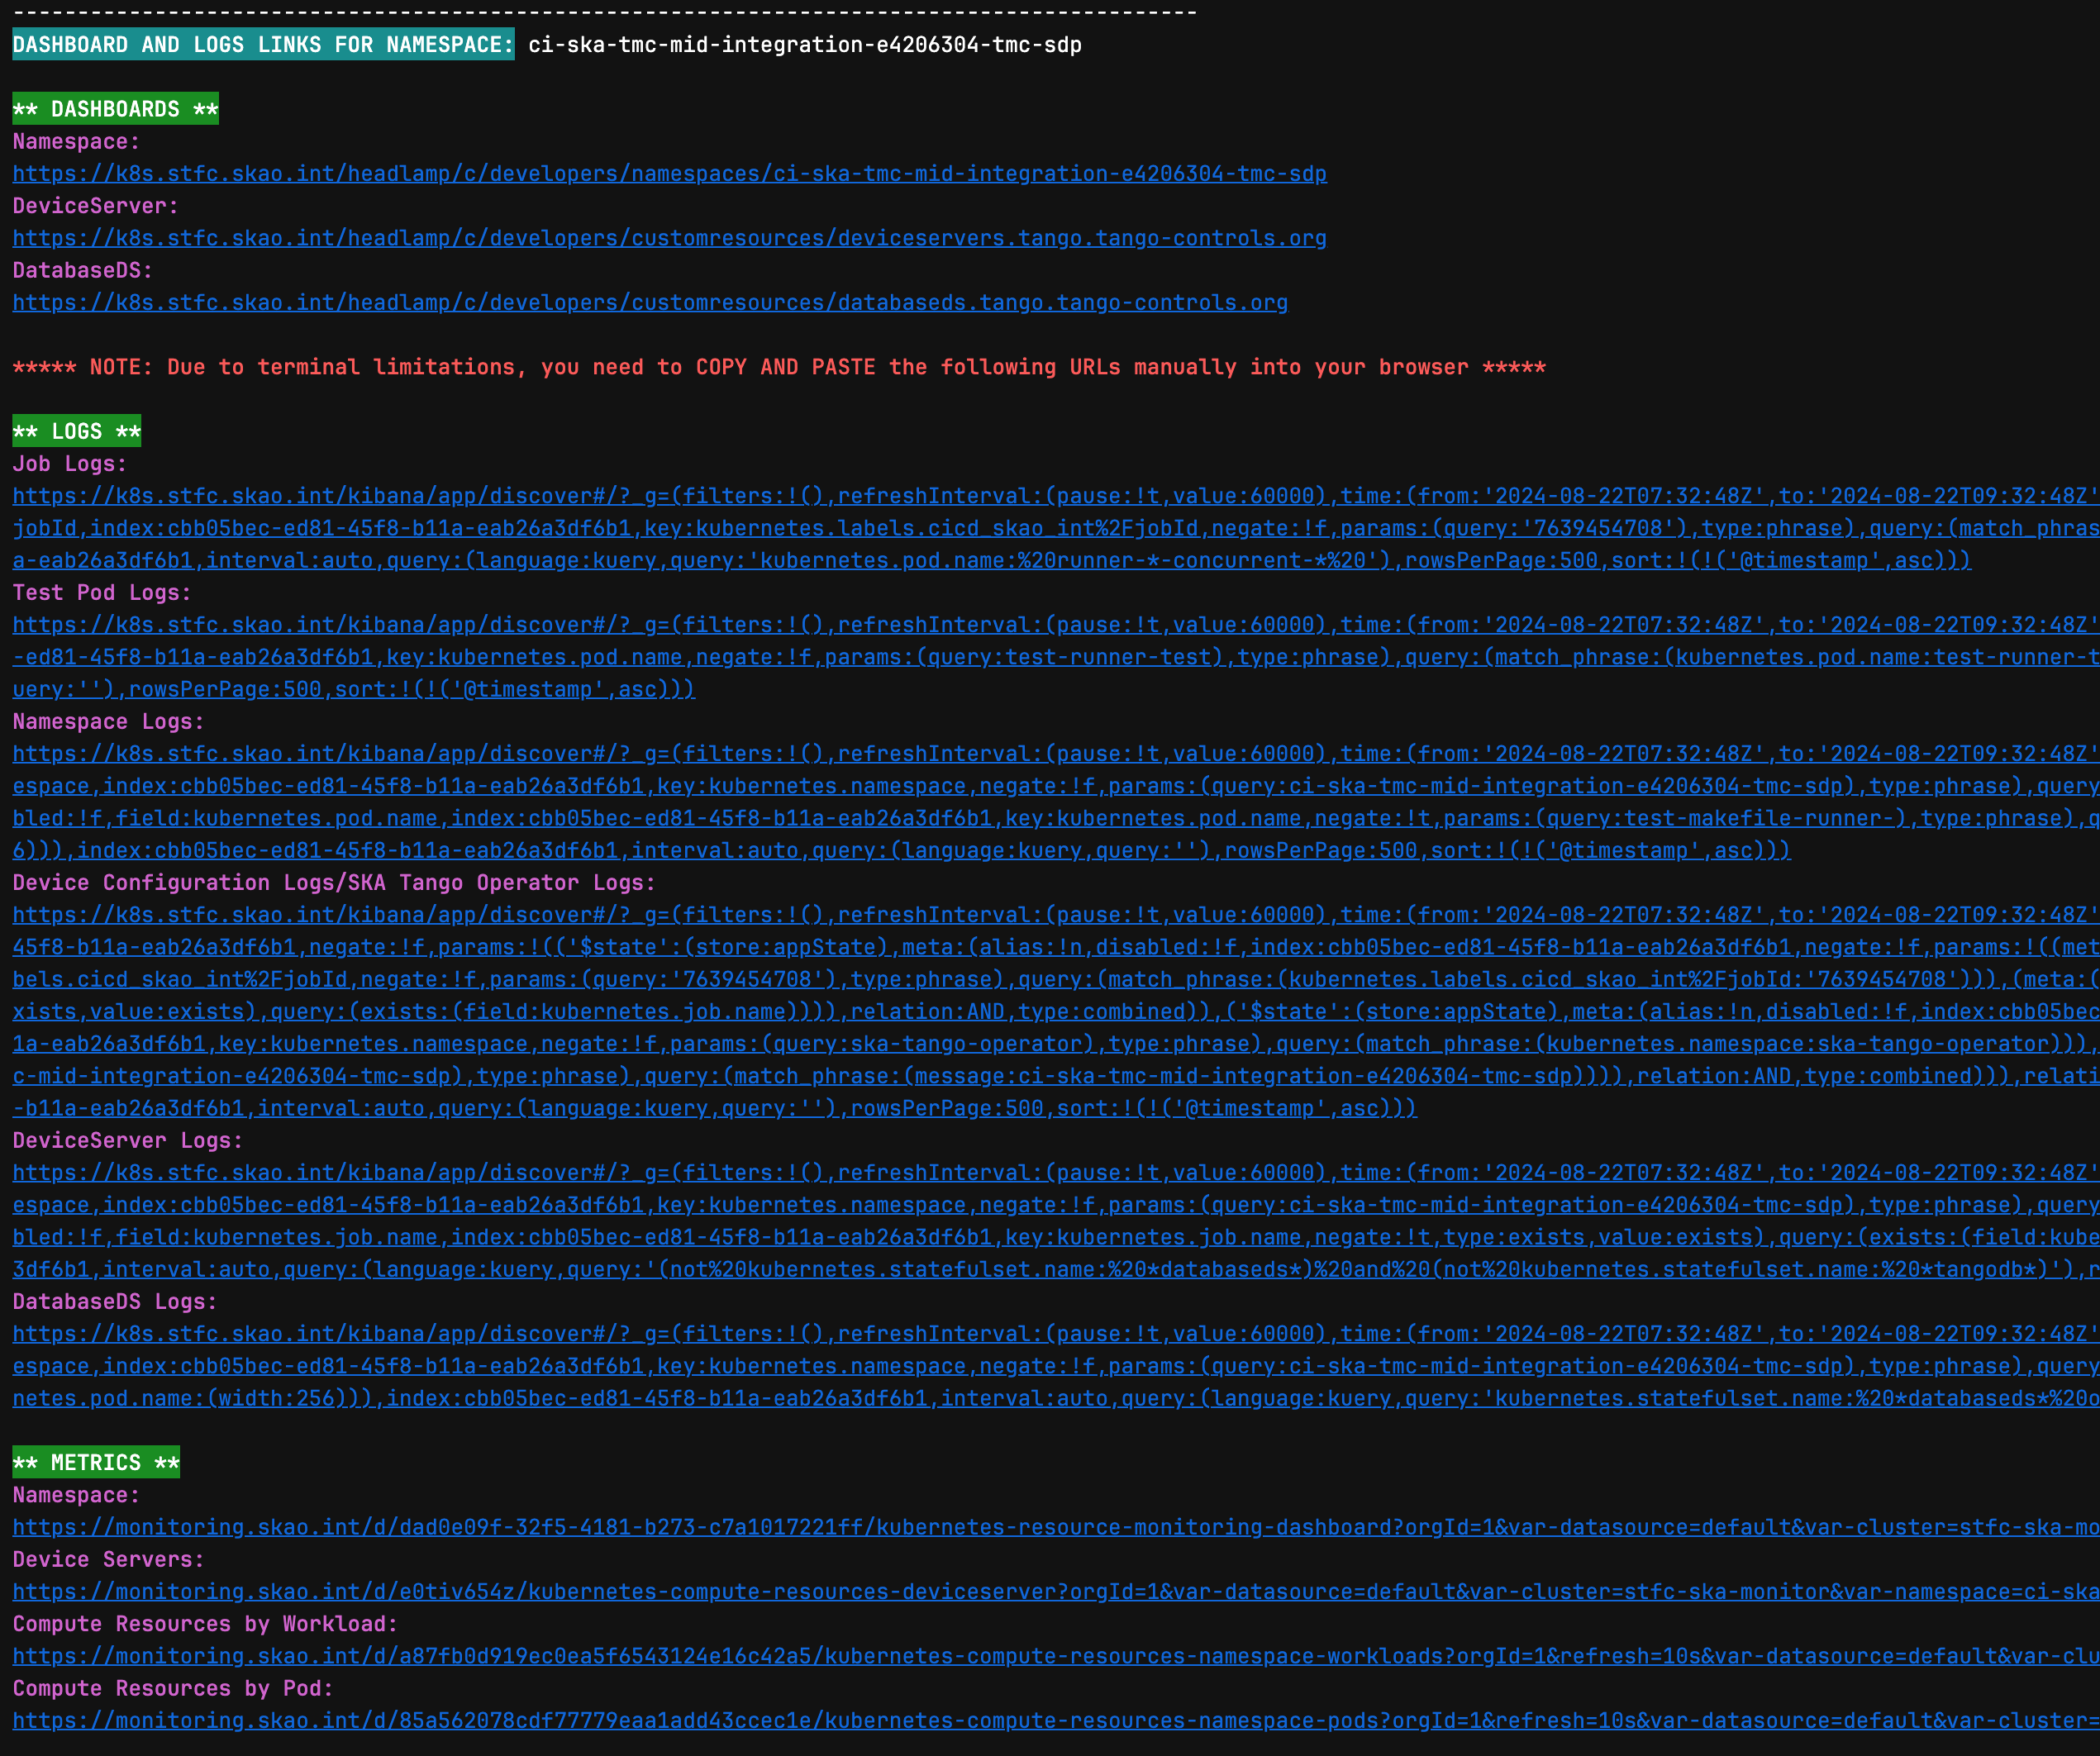 --------------------------------------------------------------------------------------------
DASHBOARD AND LOGS LINKS FOR NAMESPACE: ci-ska-tmc-mid-integration-e4206304-tmc-sdp
** DASHBOARDS **
Namespace:
https://k8s.stfc.skao.int/headlamp/c/developers/namespaces/ci-ska-tmc-mid-integration-e4206304-tmc-sdp
DeviceServer:
https://k8s.stfc.skao.int/headlamp/c/developers/customresources/deviceservers.tango.tango-controls.org
DatabaseDS:
https://k8s.stfc.skao.int/headlamp/c/developers/customresources/databaseds.tango.tango-controls.org
***** NOTE: Due to terminal limitations, you need to COPY AND PASTE the following URLs manually into your browser *****
** LOGS **
Job Logs:
https://k8s.stfc.skao.int/kibana/app/discover#/?_g=(filters:!(),refreshInterval:(pause:!t,value:60000),time:(from:'2024-08-22T07:32:48Z',to:'2024-08-22T09:32:48Z'
jobId,index:cbb05bec-ed81-45f8-b11a-eab26a3df6b1,key:kubernetes.labels.cicd_skao_int%2FjobId,negate:!f,params:(query:'7639454708'),type:phrase),query:(match_phras
a-eab26a3df6b1,interval:auto,query:(language:kuery,query:'kubernetes.pod.name:%20runner-*-concurrent-*%20'),rowsPerPage:500,sort:!(!('@timestamp',asc)))
Test Pod Logs:
https://k8s.stfc.skao.int/kibana/app/discover#/?_g=(filters:!(),refreshInterval:(pause:!t,value:60000),time:(from:'2024-08-22T07:32:48Z',to:'2024-08-22T09:32:48Z'
-ed81-45f8-b11a-eab26a3df6b1,key:kubernetes.pod.name,negate:!f,params:(query:test-runner-test),type:phrase),query:(match_phrase:(kubernetes.pod.name:test-runner-t
uery:''),rowsPerPage:500,sort:!(!('@timestamp',asc)))
Namespace Logs:
https://k8s.stfc.skao.int/kibana/app/discover#/?_g=(filters:!(),refreshInterval:(pause:!t,value:60000),time:(from:'2024-08-22T07:32:48Z',to:'2024-08-22T09:32:48Z'
espace,index:cbb05bec-ed81-45f8-b11a-eab26a3df6b1,key:kubernetes.namespace,negate:!f,params:(query:ci-ska-tmc-mid-integration-e4206304-tmc-sdp),type:phrase),query
bled:!f,field:kubernetes.pod.name,index:cbb05bec-ed81-45f8-b11a-eab26a3df6b1,key:kubernetes.pod.name,negate:!t,params:(query:test-makefile-runner-),type:phrase),q
6))),index:cbb05bec-ed81-45f8-b11a-eab26a3df6b1,interval:auto,query:(language:kuery,query:''),rowsPerPage:500,sort:!(!('@timestamp',asc)))
Device Configuration Logs/SKA Tango Operator Logs:
https://k8s.stfc.skao.int/kibana/app/discover#/?_g=(filters:!(),refreshInterval:(pause:!t,value:60000),time:(from:'2024-08-22T07:32:48Z',to:'2024-08-22T09:32:48Z'
45f8-b11a-eab26a3df6b1,negate:!f,params:!(('$state':(store:appState),meta:(alias:!n,disabled:!f,index:cbb05bec-ed81-45f8-b11a-eab26a3df6b1,negate:!f,params:!((met
bels.cicd_skao_int%2FjobId,negate:!f,params:(query:'7639454708'),type:phrase),query:(match_phrase:(kubernetes.labels.cicd_skao_int%2FjobId:'7639454708'))),(meta:(
xists,value:exists),query:(exists:(field:kubernetes.job.name)))),relation:AND,type:combined)),('$state':(store:appState),meta:(alias:!n,disabled:!f,index:cbb05bec
1a-eab26a3df6b1,key:kubernetes.namespace,negate:!f,params:(query:ska-tango-operator),type:phrase),query:(match_phrase:(kubernetes.namespace:ska-tango-operator))),
c-mid-integration-e4206304-tmc-sdp),type:phrase),query:(match_phrase:(message:ci-ska-tmc-mid-integration-e4206304-tmc-sdp)))),relation:AND,type:combined))),relati
-b11a-eab26a3df6b1,interval:auto,query:(language:kuery,query:''),rowsPerPage:500,sort:!(!('@timestamp',asc)))
DeviceServer Logs:
https://k8s.stfc.skao.int/kibana/app/discover#/?_g=(filters:!(),refreshInterval:(pause:!t,value:60000),time:(from:'2024-08-22T07:32:48Z',to:'2024-08-22T09:32:48Z'
espace,index:cbb05bec-ed81-45f8-b11a-eab26a3df6b1,key:kubernetes.namespace,negate:!f,params:(query:ci-ska-tmc-mid-integration-e4206304-tmc-sdp),type:phrase),query
bled:!f,field:kubernetes.job.name,index:cbb05bec-ed81-45f8-b11a-eab26a3df6b1,key:kubernetes.job.name,negate:!t,type:exists,value:exists),query:(exists:(field:kube
3df6b1,interval:auto,query:(language:kuery,query:'(not%20kubernetes.statefulset.name:%20*databaseds*)%20and%20(not%20kubernetes.statefulset.name:%20*tangodb*)'),r
DatabaseDS Logs:
https://k8s.stfc.skao.int/kibana/app/discover#/?_g=(filters:!(),refreshInterval:(pause:!t,value:60000),time:(from:'2024-08-22T07:32:48Z',to:'2024-08-22T09:32:48Z'
espace,index:cbb05bec-ed81-45f8-b11a-eab26a3df6b1,key:kubernetes.namespace,negate:!f,params:(query:ci-ska-tmc-mid-integration-e4206304-tmc-sdp),type:phrase),query
netes.pod.name:(width:256))),index:cbb05bec-ed81-45f8-b11a-eab26a3df6b1,interval:auto,query:(language:kuery,query:'kubernetes.statefulset.name:%20*databaseds*%20o
** METRICS **
Namespace:
https://monitoring.skao.int/d/dad0e09f-32f5-4181-b273-c7a1017221ff/kubernetes-resource-monitoring-dashboard?orgId=1&var-datasource=default&var-cluster=stfc-ska-mo
Device Servers:
https://monitoring.skao.int/d/e0tiv654z/kubernetes-compute-resources-deviceserver?orgId=1&var-datasource=default&var-cluster=stfc-ska-monitor&var-namespace=ci-ska
Compute Resources by Workload:
https://monitoring.skao.int/d/a87fb0d919ec0ea5f6543124e16c42a5/kubernetes-compute-resources-namespace-workloads?orgId=1&refresh=10s&var-datasource=default&var-clu
Compute Resources by Pod:
https://monitoring.skao.int/d/85a562078cdf77779eaa1add43ccec1e/kubernetes-compute-resources-namespace-pods?orgId=1&refresh=10s&var-datasource=default&var-cluster=